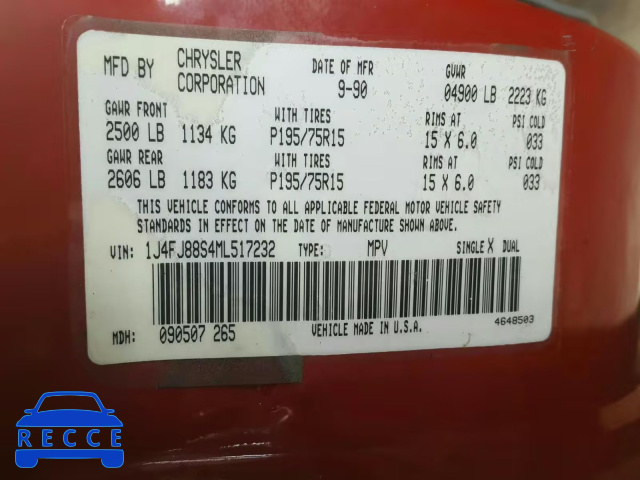 MFD BY CHRYSLER CORPORATION DATE OF MFR 9-90 GVWR 04900 LB 2223 KG
GAWR FRONT WITH TIRES RIMS AT PSI COLD
2500 LB 1134 KG P195/75R15 15 X 6.0 033
GAWR REAR WITH TIRES RIMS AT PSI COLD
2606 LB 1183 KG P195/75R15 15 X 6.0 033
THIS VEHICLE CONFORMS TO ALL APPLICABLE FEDERAL MOTOR VEHICLE SAFETY
STANDARDS IN EFFECT ON THE DATE OF MANUFACTURE SHOWN ABOVE.
VIN: 1J4FJ88S4ML517232 TYPE: MPV SINGLE X DUAL
4648503
MDH: 090507 265 VEHICLE MADE IN U.S.A.
RECCE